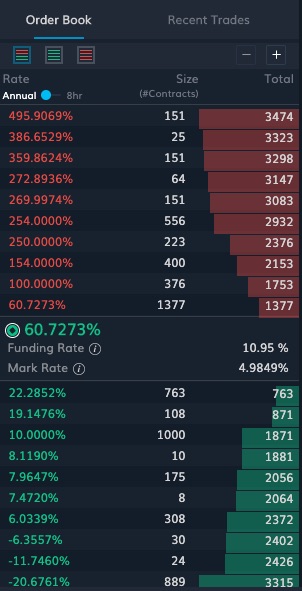 Order Book Recent Trades
− +
Rate Size Total
Annual 8hr (#Contracts)
495.9069% 151 3474
386.6529% 25 3323
359.8624% 151 3298
272.8936% 64 3147
269.9974% 151 3083
254.0000% 556 2932
250.0000% 223 2376
154.0000% 400 2153
100.0000% 376 1753
60.7273% 1377 1377
60.7273%
Funding Rate i 10.95 %
Mark Rate i 4.9849%
22.2852% 763 763
19.1476% 108 871
10.0000% 1000 1871
8.1190% 10 1881
7.9647% 175 2056
7.4720% 8 2064
6.0339% 308 2372
-6.3557% 30 2402
-11.7460% 24 2426
-20.6761% 889 3315